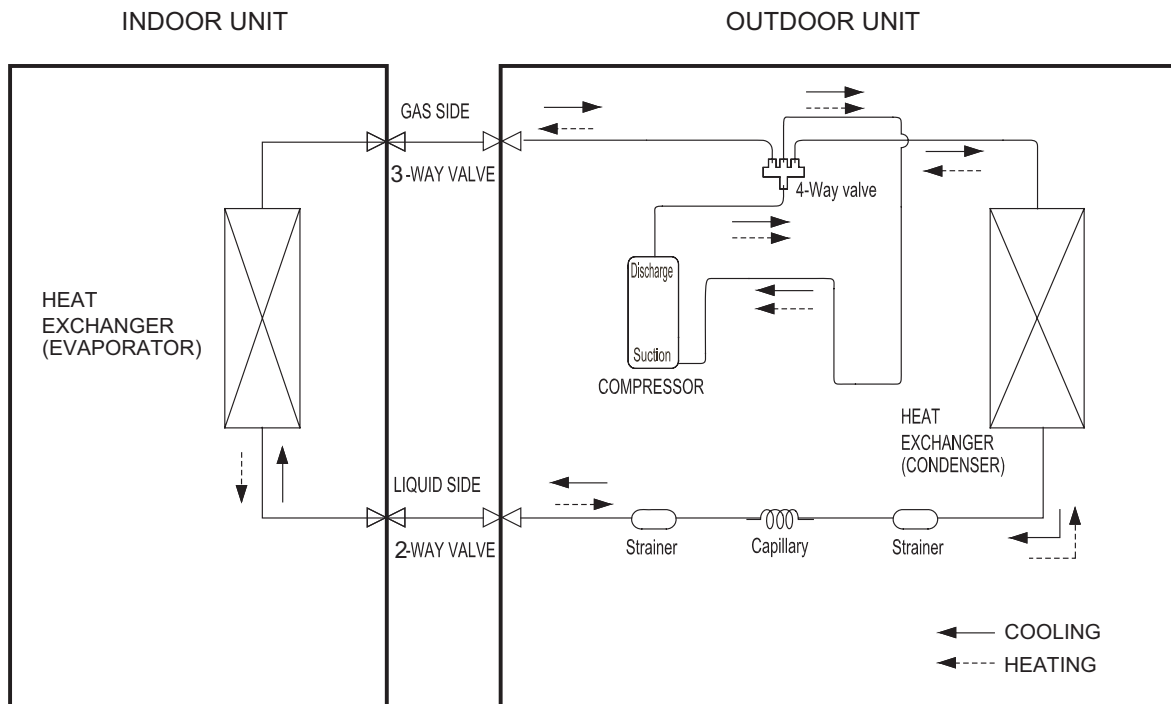 INDOOR UNIT
OUTDOOR UNIT
GAS SIDE
3-WAY VALVE
4-Way valve
Discharge
Suction
COMPRESSOR
HEAT
EXCHANGER
(EVAPORATOR)
HEAT
EXCHANGER
(CONDENSER)
LIQUID SIDE
2-WAY VALVE
Strainer
Capillary
Strainer
COOLING
HEATING